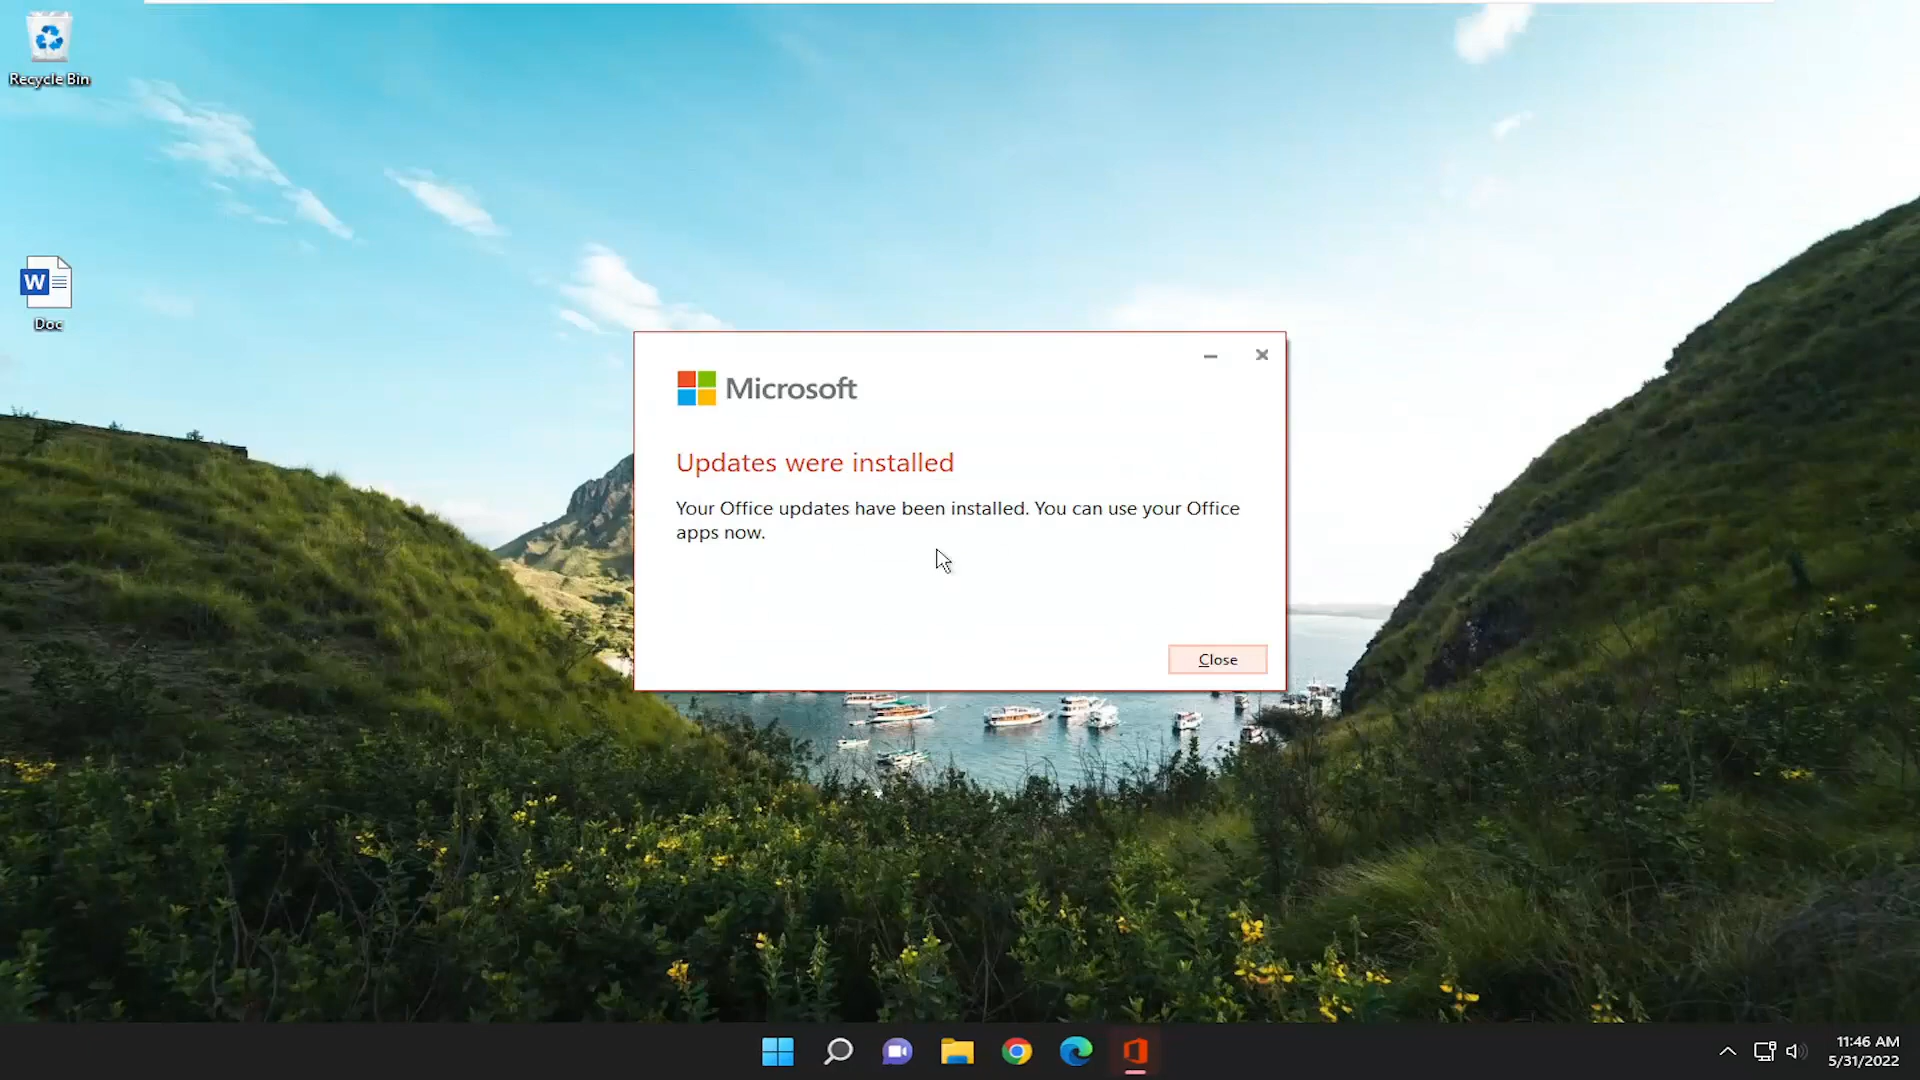 Recycle Bin
W
Doc
Microsoft
Updates were installed
Your Office updates have been installed. You can use your Office
apps now.
Close
11:46 AM
5/31/2022